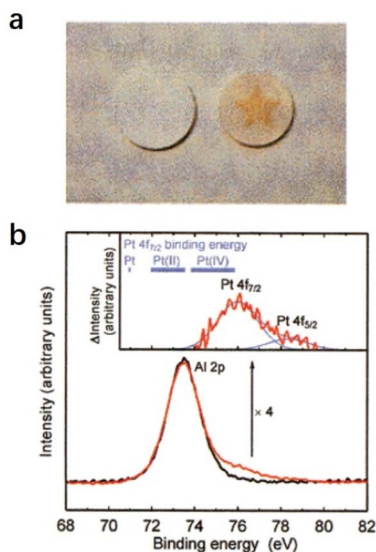 a
b
Pt 4f7/2 binding energy
Pt Pt(II) Pt(IV)
ΔIntensity
(arbitrary units)
Pt 4f7/2
Pt 4f5/2
Al 2p
× 4
Intensity (arbitrary units)
68 70 72 74 76 78 80 82
Binding energy (eV)